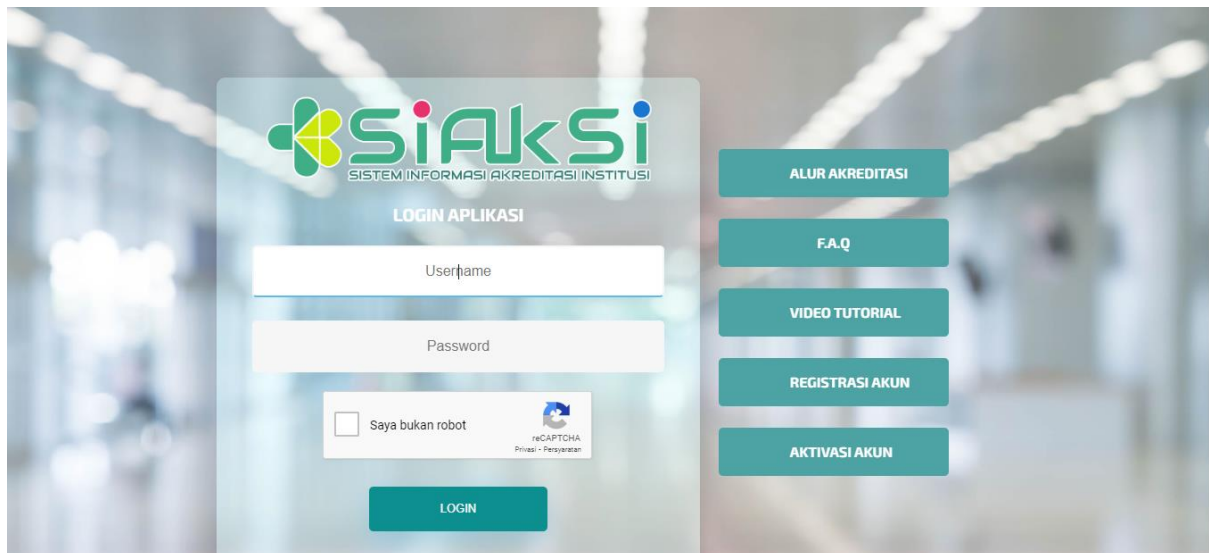 SiAkSi
SISTEM INFORMASI AKREDITASI INSTITUSI
LOGIN APLIKASI
Username
Password
Saya bukan robot
reCAPTCHA
Privasi - Persyaratan
LOGIN
ALUR AKREDITASI
F.A.Q
VIDEO TUTORIAL
REGISTRASI AKUN
AKTIVASI AKUN